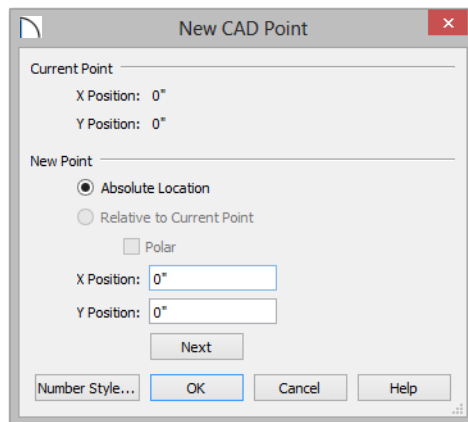 New CAD Point
Current Point
X Position: 0"
Y Position: 0"
New Point
Absolute Location
Relative to Current Point
Polar
X Position: 0"
Y Position: 0"
Next
Number Style... OK Cancel Help